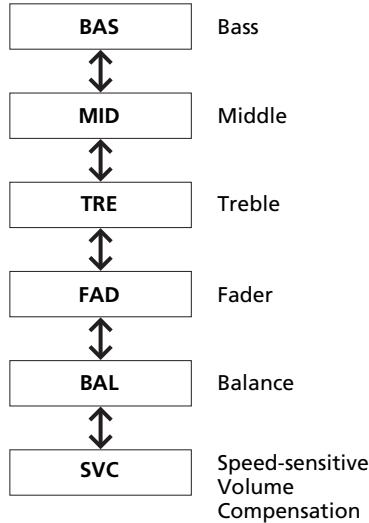 BAS Bass
MID Middle
TRE Treble
FAD Fader
BAL Balance
SVC Speed-sensitive
Volume
Compensation